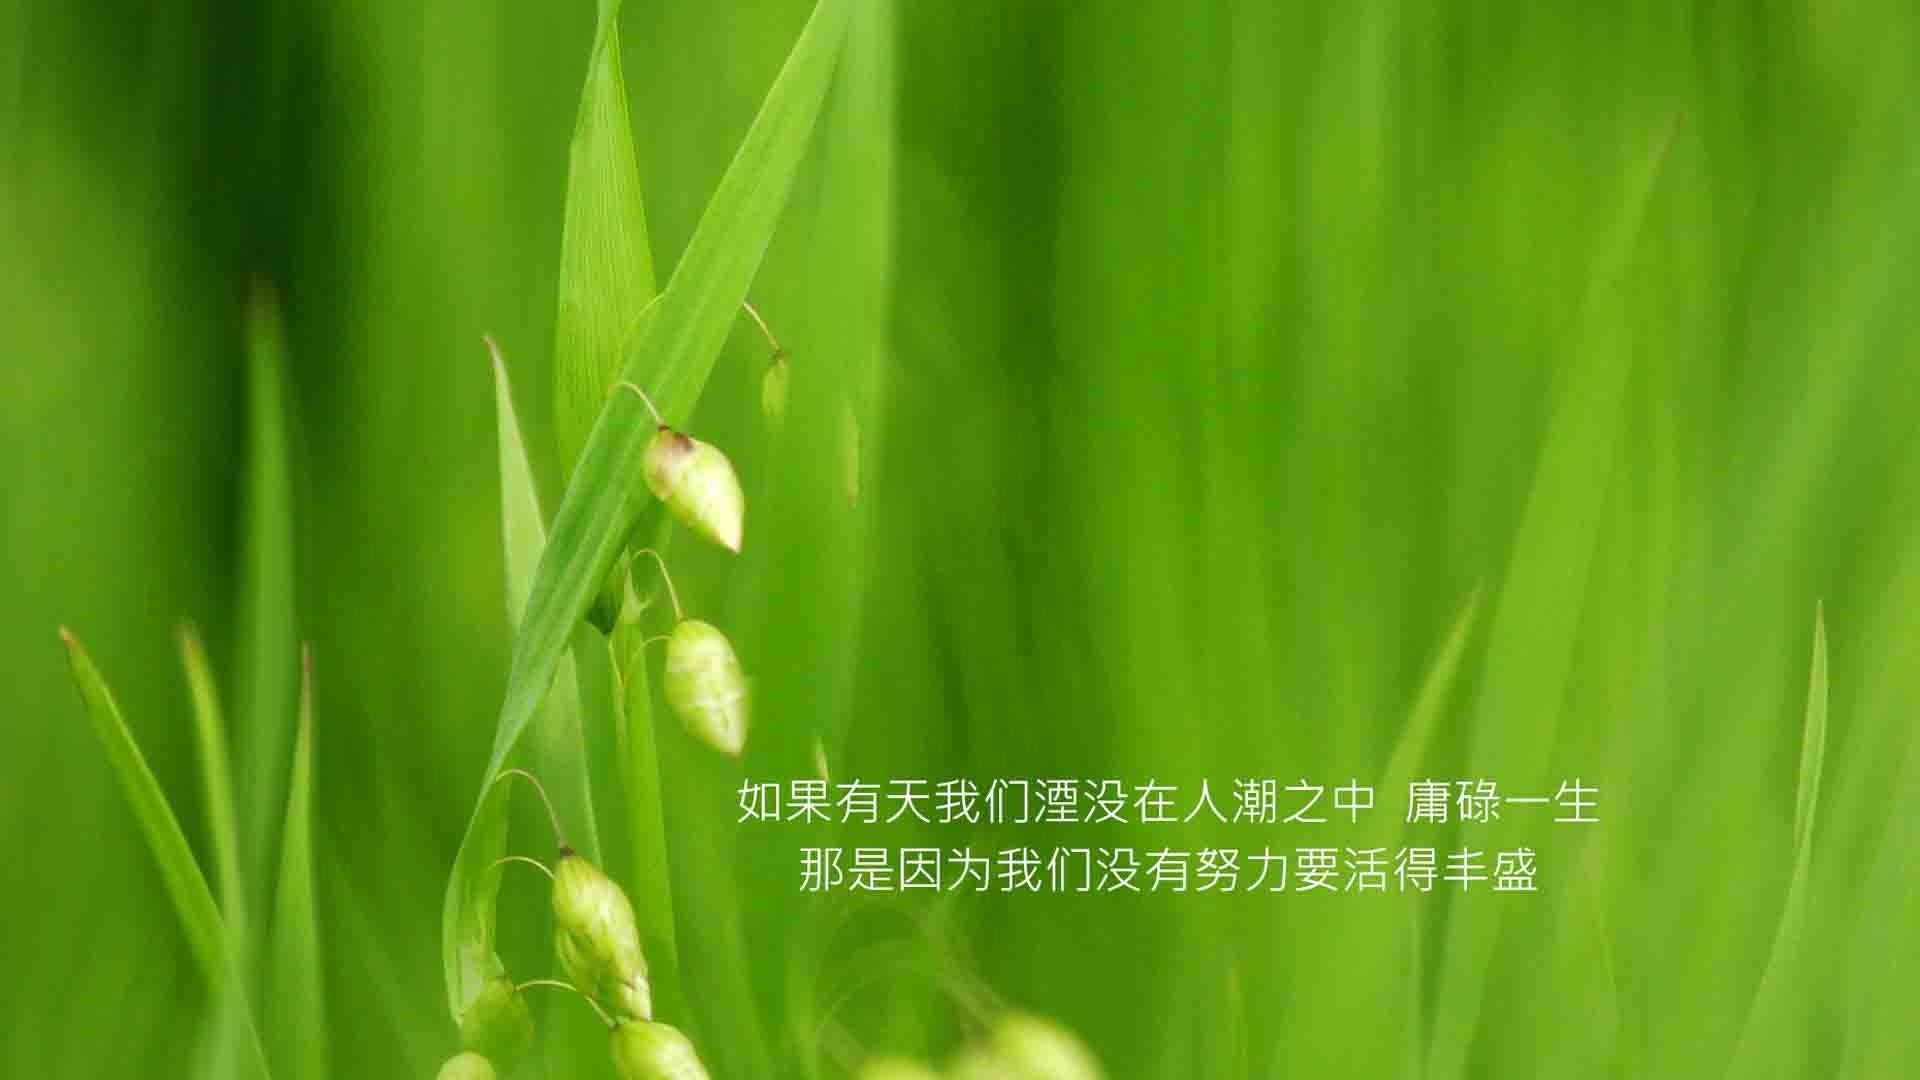 如果有天我们湮没在人潮之中 庸碌一生
那是因为我们没有努力要活得丰盛